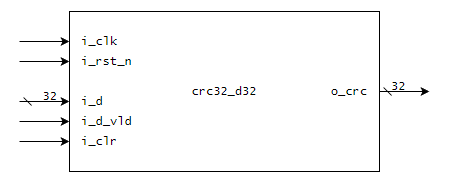 i_clk
i_rst_n
32 i_d crc32_d32 o_crc 32
i_d_vld
i_clr